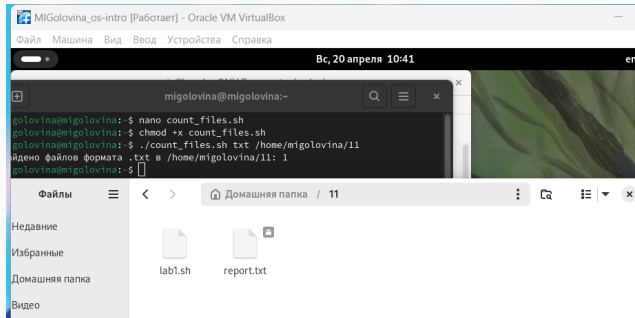 MIGolovina_os-intro [Работает] - Oracle VM VirtualBox
Файл Машина Вид Ввод Устройства Справка
Вс, 20 апреля 10:41
en
migolovina@migolovina:~
golovina@migolovina:~$ nano count_files.sh
golovina@migolovina:~$ chmod +x count_files.sh
golovina@migolovina:~$ ./count_files.sh txt /home/migolovina/11
йдено файлов формата .txt в /home/migolovina/11: 1
golovina@migolovina:~$
Файлы
Домашняя папка / 11
Недавние
Избранные
Домашняя папка
Видео
lab1.sh
report.txt